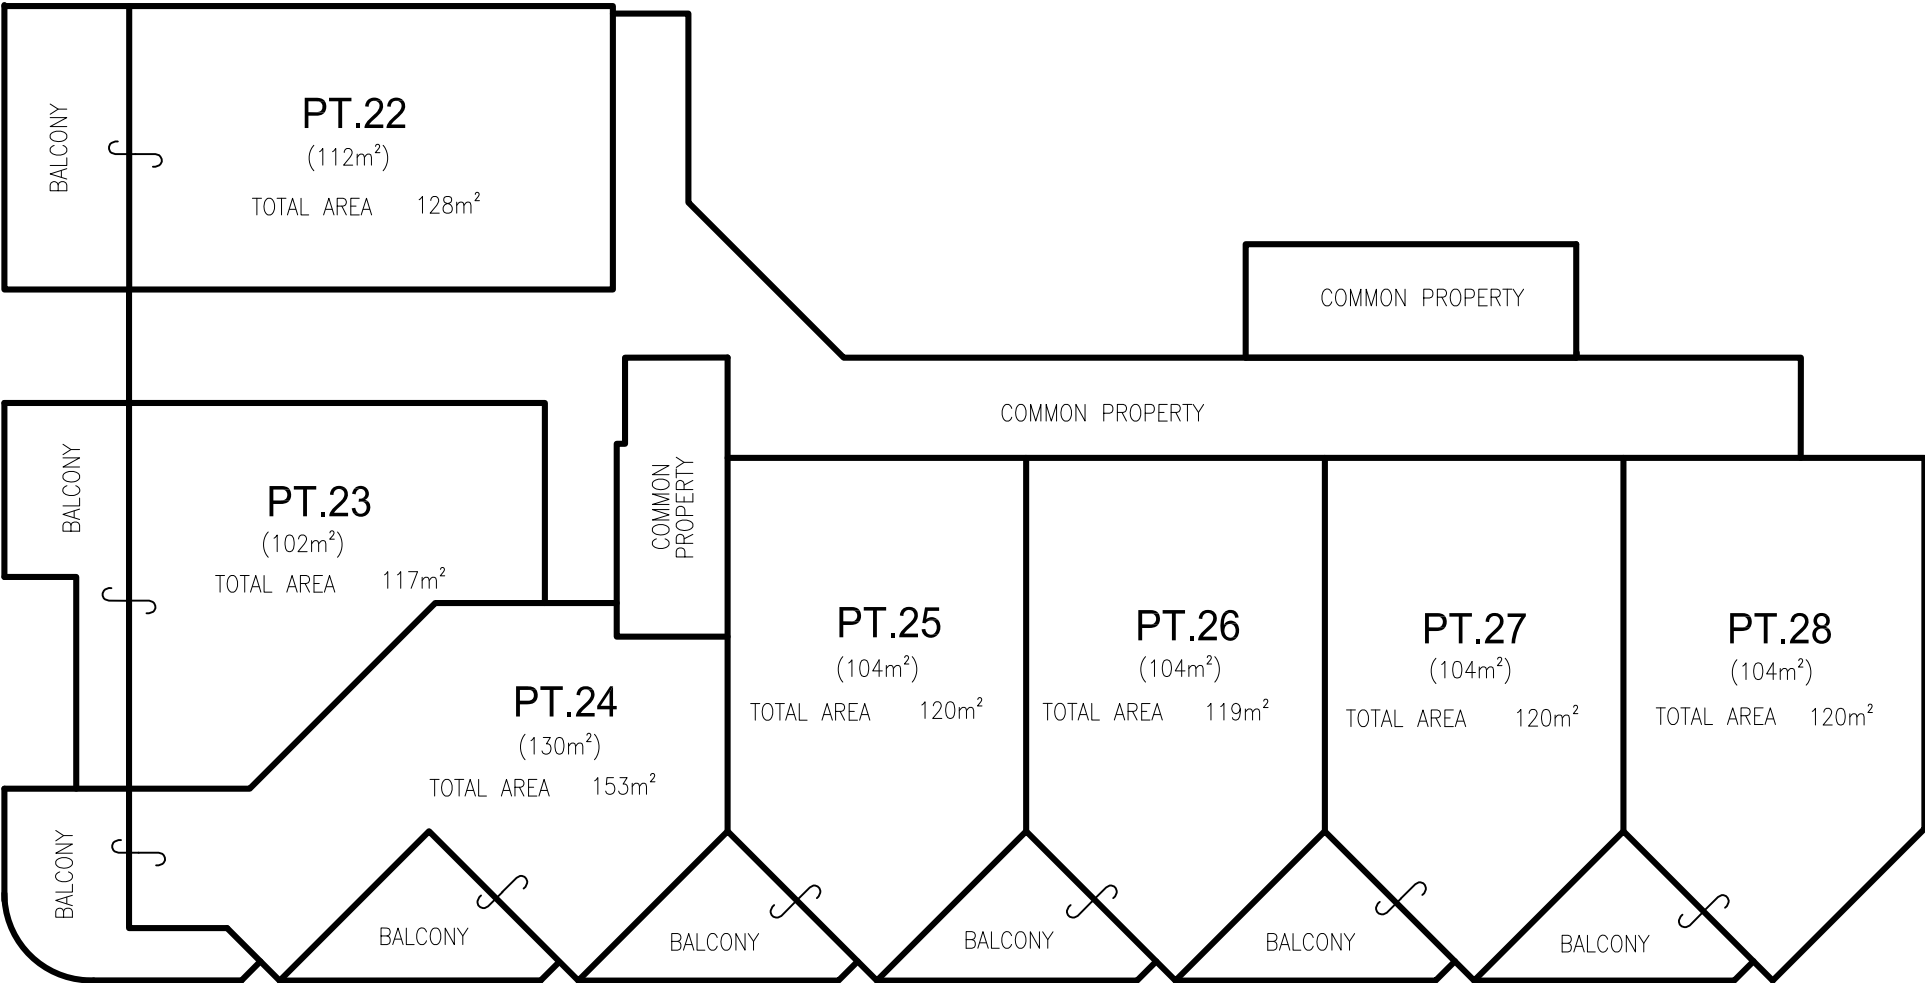 BALCONY
PT.22
(112m²)
TOTAL AREA 128m²
COMMON PROPERTY
COMMON PROPERTY
BALCONY
PT.23
(102m²)
TOTAL AREA 117m²
COMMON
PROPERTY
PT.24
(130m²)
TOTAL AREA 153m²
PT.25
(104m²)
TOTAL AREA 120m²
PT.26
(104m²)
TOTAL AREA 119m²
PT.27
(104m²)
TOTAL AREA 120m²
PT.28
(104m²)
TOTAL AREA 120m²
BALCONY
BALCONY
BALCONY
BALCONY
BALCONY
BALCONY